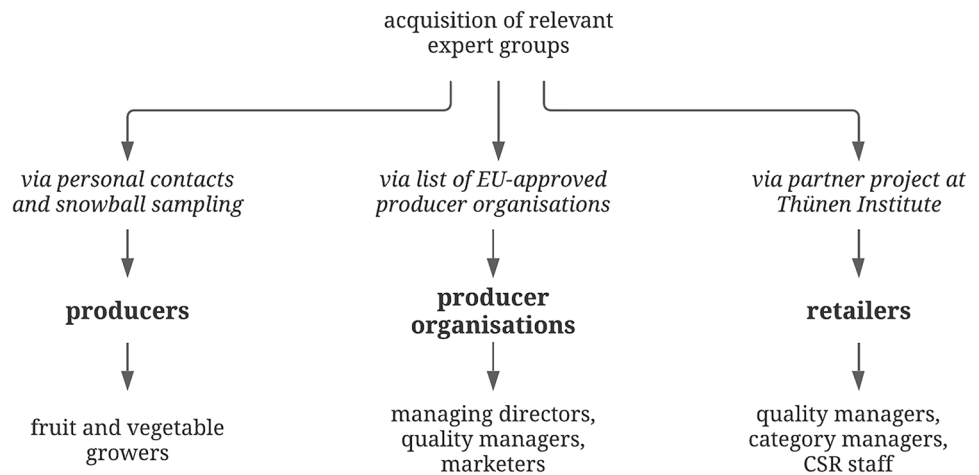 acquisition of relevant
expert groups
via personal contacts
and snowball sampling
via list of EU-approved
producer organisations
via partner project at
Thünen Institute
producers
producer
organisations
retailers
fruit and vegetable
growers
managing directors,
quality managers,
marketers
quality managers,
category managers,
CSR staff